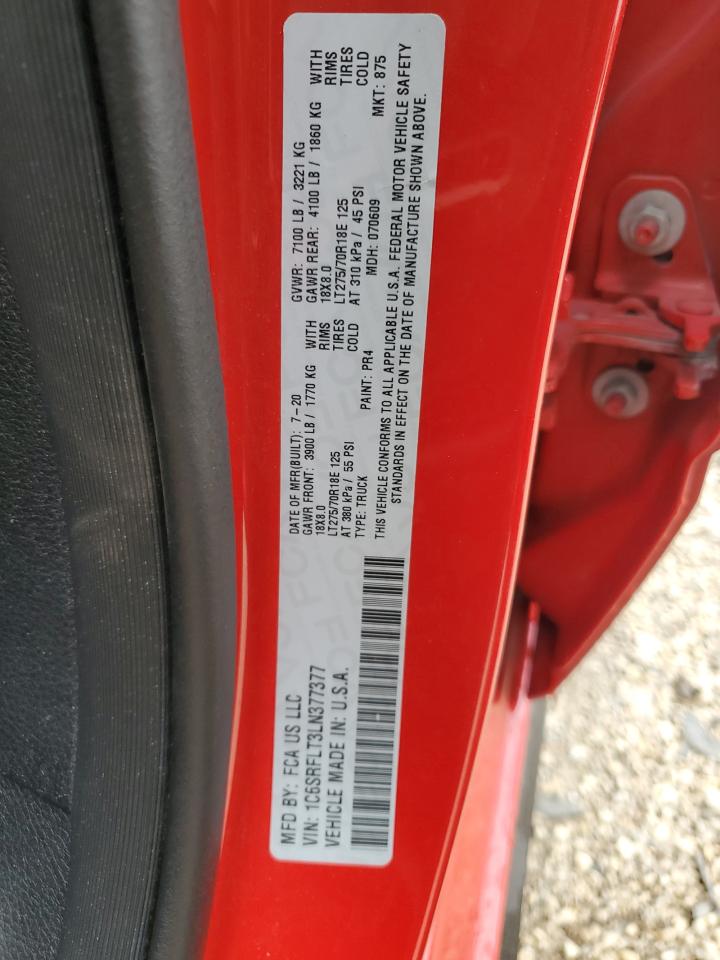 MFD BY: FCA US LLC
VIN: 1C6SRFLT3LN377377
VEHICLE MADE IN: U.S.A.
DATE OF MFR(BUILT): 7-20 GVWR: 7100 LB / 3221 KG
GAWR FRONT: 3900 LB / 1770 KG WITH GAWR REAR: 4100 LB / 1860 KG WITH
18X8.0 RIMS 18X8.0 RIMS
LT275/70R18E 125 TIRES LT275/70R18E 125 TIRES
AT 380 kPa / 55 PSI COLD AT 310 kPa / 45 PSI COLD
TYPE: TRUCK PAINT: PR4 MDH: 070609 MKT: 875
THIS VEHICLE CONFORMS TO ALL APPLICABLE U.S.A. FEDERAL MOTOR VEHICLE SAFETY
STANDARDS IN EFFECT ON THE DATE OF MANUFACTURE SHOWN ABOVE.